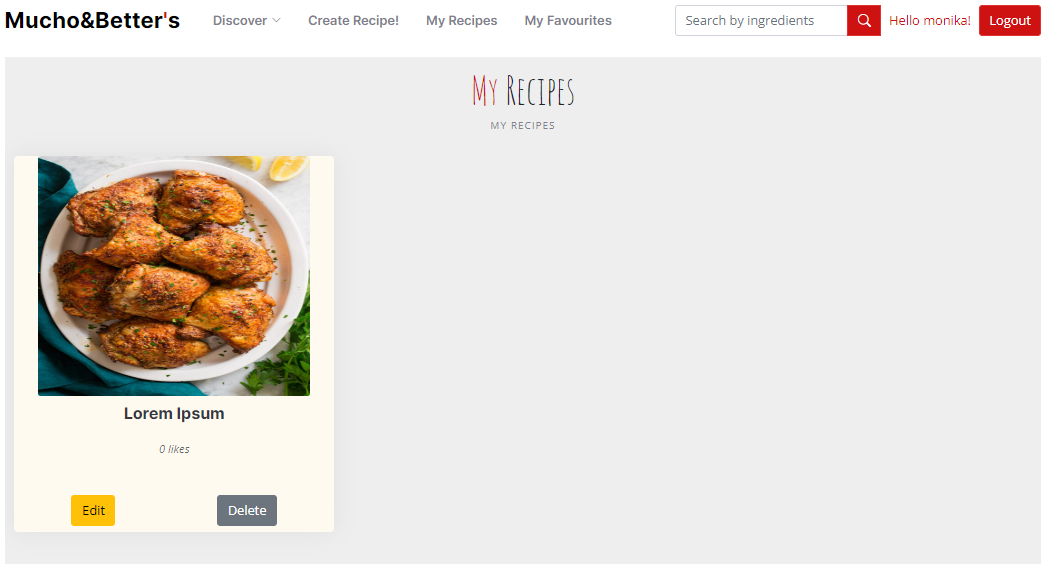 Mucho&Better's Discover Create Recipe! My Recipes My Favourites Search by ingredients Hello monika! Logout
My Recipes
MY RECIPES
Lorem Ipsum
0 likes
Edit Delete